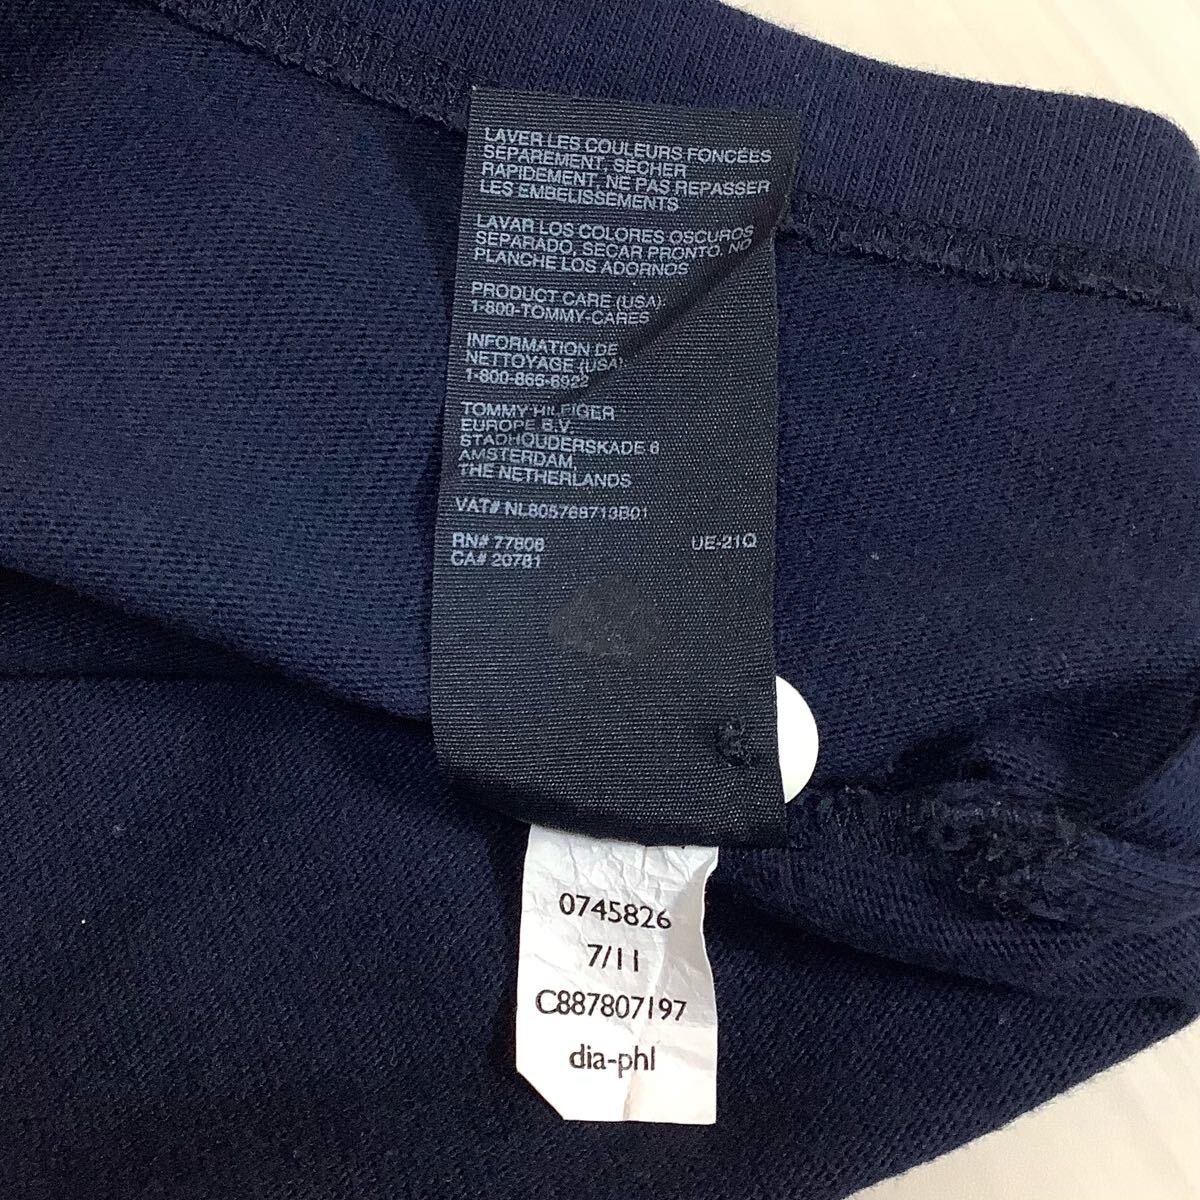 LAVER LES COULEURS FONCÉES
SÉPARÉMENT, SÉCHER
RAPIDEMENT, NE PAS REPASSER
LES EMBELISSEMENTS
LAVAR LOS COLORES OSCUROS
SEPARADO, SECAR PRONTO, NO
PLANCHE LOS ADORNOS
PRODUCT CARE (USA):
1-800-TOMMY-CARES
INFORMATION DE
NETTOYAGE (USA):
1-800-866-6922
TOMMY HILFIGER
EUROPE B.V.
STADHOUDERSKADE 6
AMSTERDAM,
THE NETHERLANDS
VAT# NL805768713B01
RN# 77806 UE-21Q
CA# 20781
0745826
7/11
C887807197
dia-phl